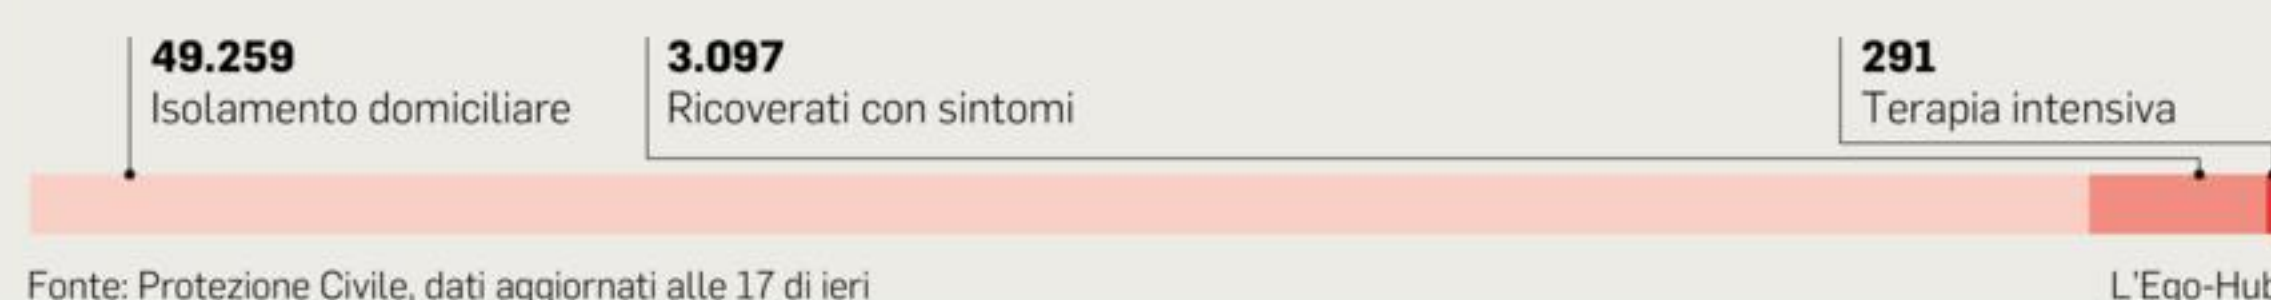 49.259
Isolamento domiciliare
3.097
Ricoverati con sintomi
291
Terapia intensiva
Fonte: Protezione Civile, dati aggiornati alle 17 di ieri
L'Ego-Hub